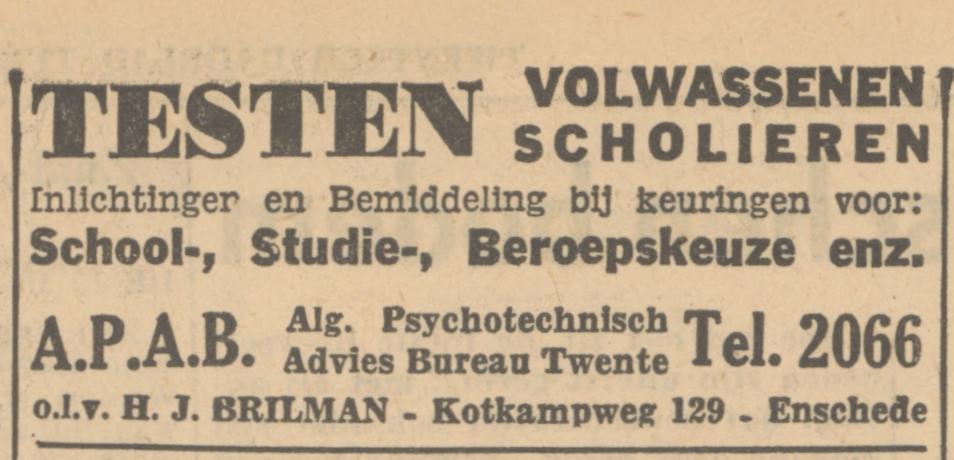 TESTEN VOLWASSENEN
SCHOLIEREN
Inlichtingen en Bemiddeling bij keuringen voor:
School-, Studie-, Beroepskeuze enz.
A.P.A.B. Alg. Psychotechnisch
Advies Bureau Twente Tel. 2066
o.l.v. H. J. BRILMAN - Kotkampweg 129 - Enschede